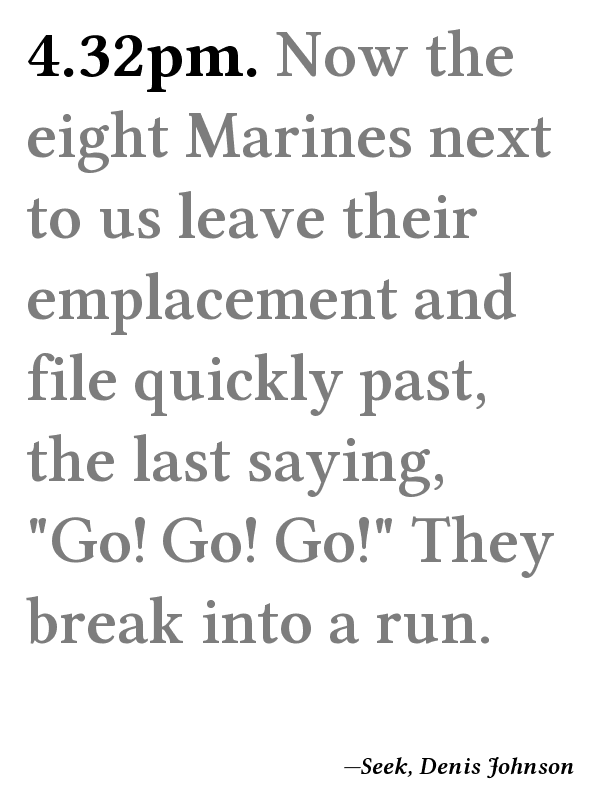 4.32pm. Now the
eight Marines next
to us leave their
emplacement and
file quickly past,
the last saying,
"Go! Go! Go!" They
break into a run.
—Seek, Denis Johnson